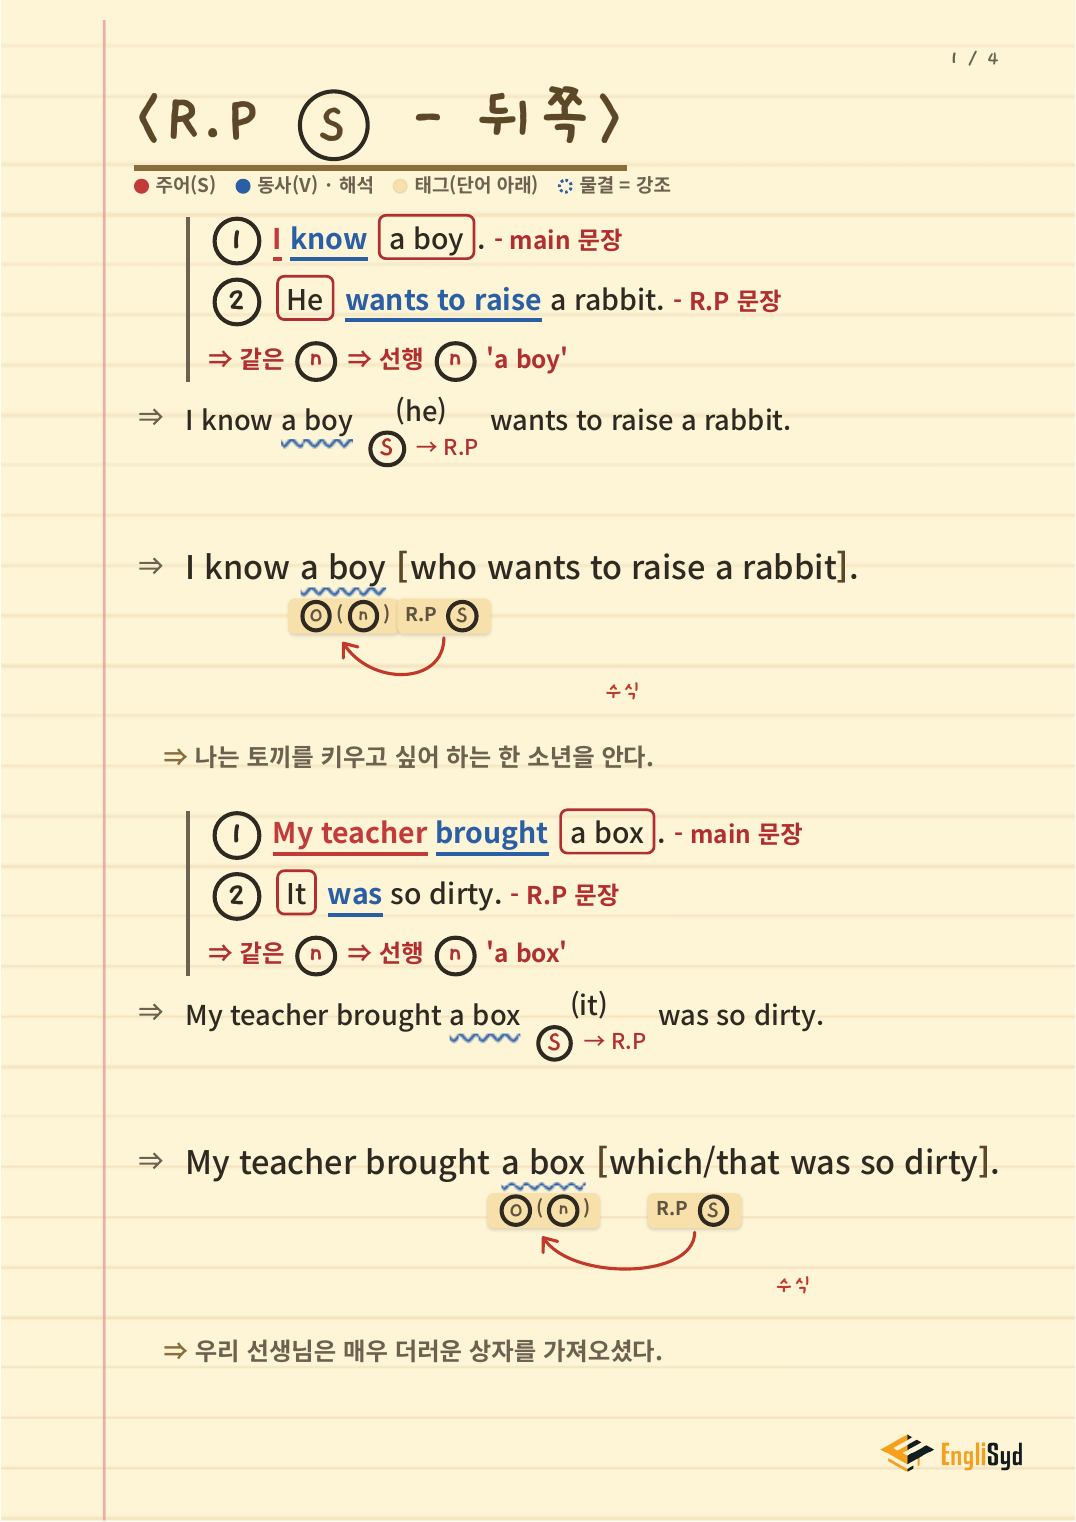 1 / 4
〈R.P Ⓢ - 뒤쪽〉
주어(S) 동사(V) · 해석 태그(단어 아래) 물결 = 강조
① I know a boy . - main 문장
② He wants to raise a rabbit. - R.P 문장
⇒ 같은 ⓝ ⇒ 선행 ⓝ 'a boy'
⇒ I know a boy (he) wants to raise a rabbit.
Ⓢ → R.P
⇒ I know a boy [who wants to raise a rabbit].
Ⓞ(ⓝ) R.P Ⓢ
수식
⇒ 나는 토끼를 키우고 싶어 하는 한 소년을 안다.
① My teacher brought a box . - main 문장
② It was so dirty. - R.P 문장
⇒ 같은 ⓝ ⇒ 선행 ⓝ 'a box'
⇒ My teacher brought a box (it) was so dirty.
Ⓢ → R.P
⇒ My teacher brought a box [which/that was so dirty].
Ⓞ(ⓝ) R.P Ⓢ
수식
⇒ 우리 선생님은 매우 더러운 상자를 가져오셨다.
EngliSyd